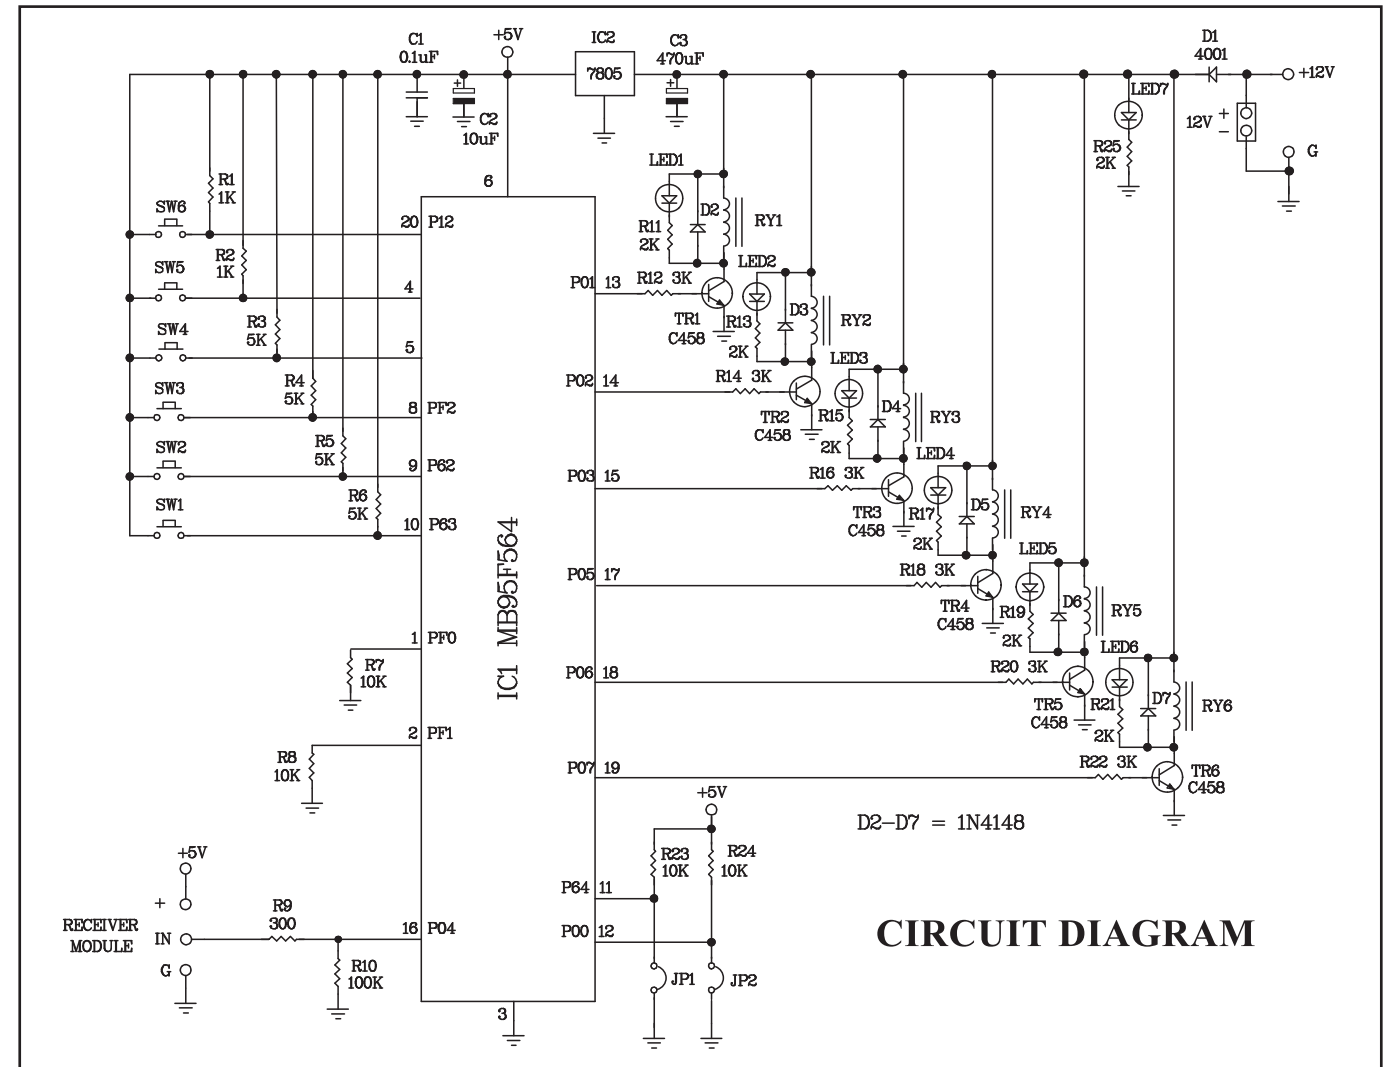 C1
0.1uF
+5V
IC2
7805
C3
470uF
D1
4001
+12V
LED7
12V
+
−
G
C2
10uF
R25
2K
6
LED1
R1
1K
SW6
20 P12
R11
2K
D2
RY1
R2
1K
SW5
4
P01 13
R12 3K
LED2
TR1
C458
R13
2K
D3
RY2
R3
5K
SW4
5
LED3
R4
5K
SW3
8 PF2
P02 14
R14 3K
TR2
C458
R15
2K
D4
RY3
R5
5K
SW2
9 P62
P03 15
R16 3K
LED4
TR3
C458
R17
2K
D5
RY4
R6
5K
SW1
10 P63
IC1 MB95F564
P05 17
R18 3K
LED5
TR4
C458
R19
2K
D6
RY5
1 PF0
R7
10K
P06 18
R20 3K
LED6
TR5
C458
R21
2K
D7
RY6
2 PF1
R8
10K
P07 19
R22 3K
TR6
C458
+5V
D2−D7 = 1N4148
R23
10K
R24
10K
P64 11
P00 12
JP1
JP2
CIRCUIT DIAGRAM
+5V
+
RECEIVER
MODULE
IN
G
R9
300
R10
100K
16 P04
3